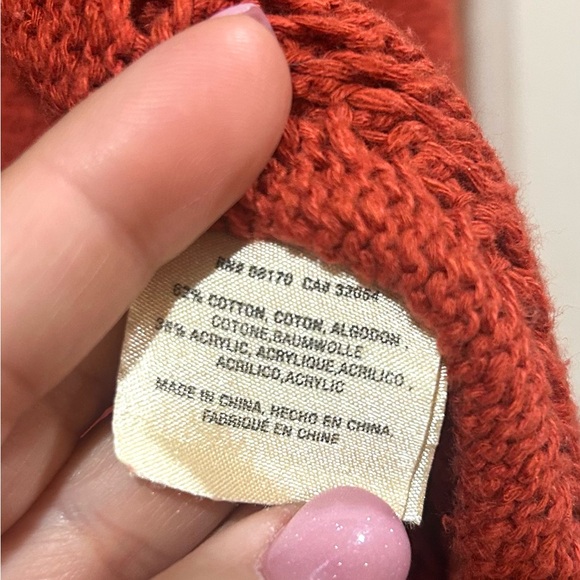 RN# 66170 CA# 32654
62% COTTON, COTON, ALGODON,
COTONE,BAUMWOLLE
38% ACRYLIC, ACRYLIQUE,ACRILICO,
ACRILICO,ACRYLIC
MADE IN CHINA, HECHO EN CHINA,
FABRIQUÉ EN CHINE